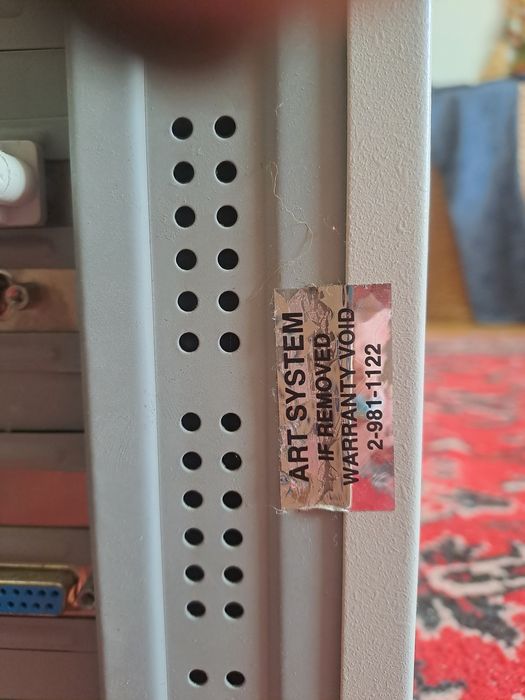 ART SYSTEM
IF REMOVED
WARRANTY VOID
2-981-1122